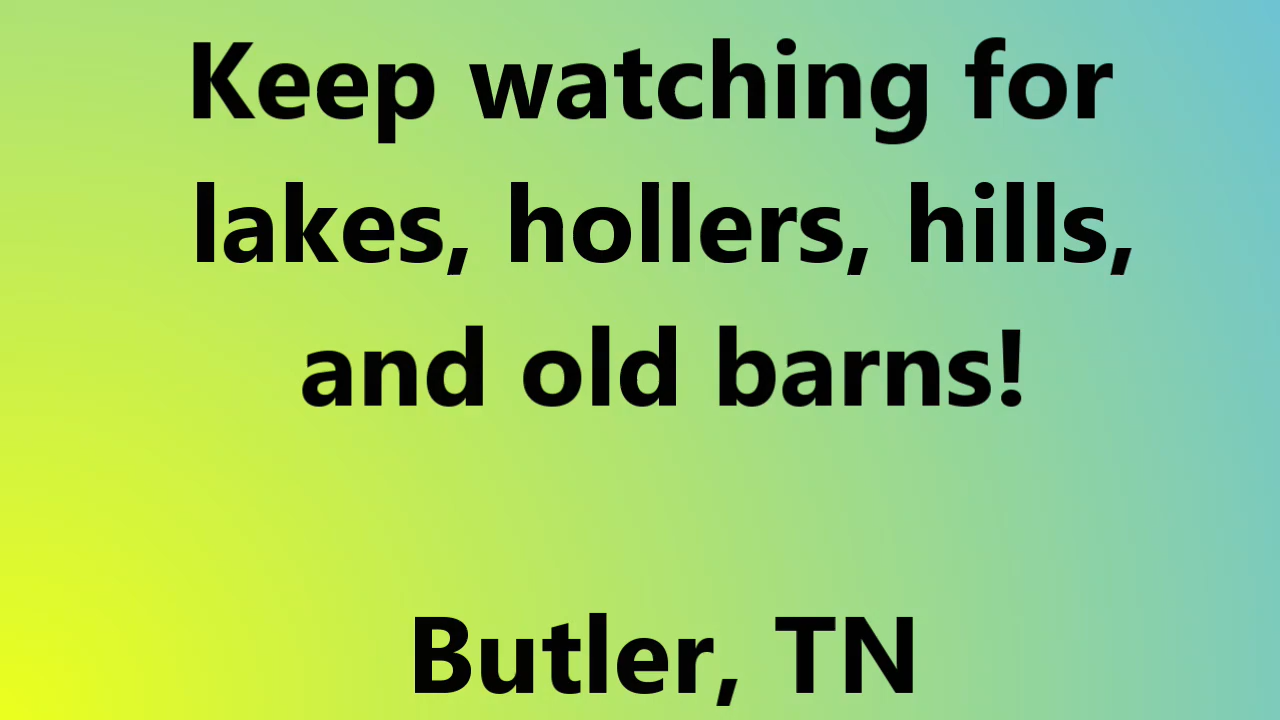 Keep watching for
lakes, hollers, hills,
and old barns!
Butler, TN